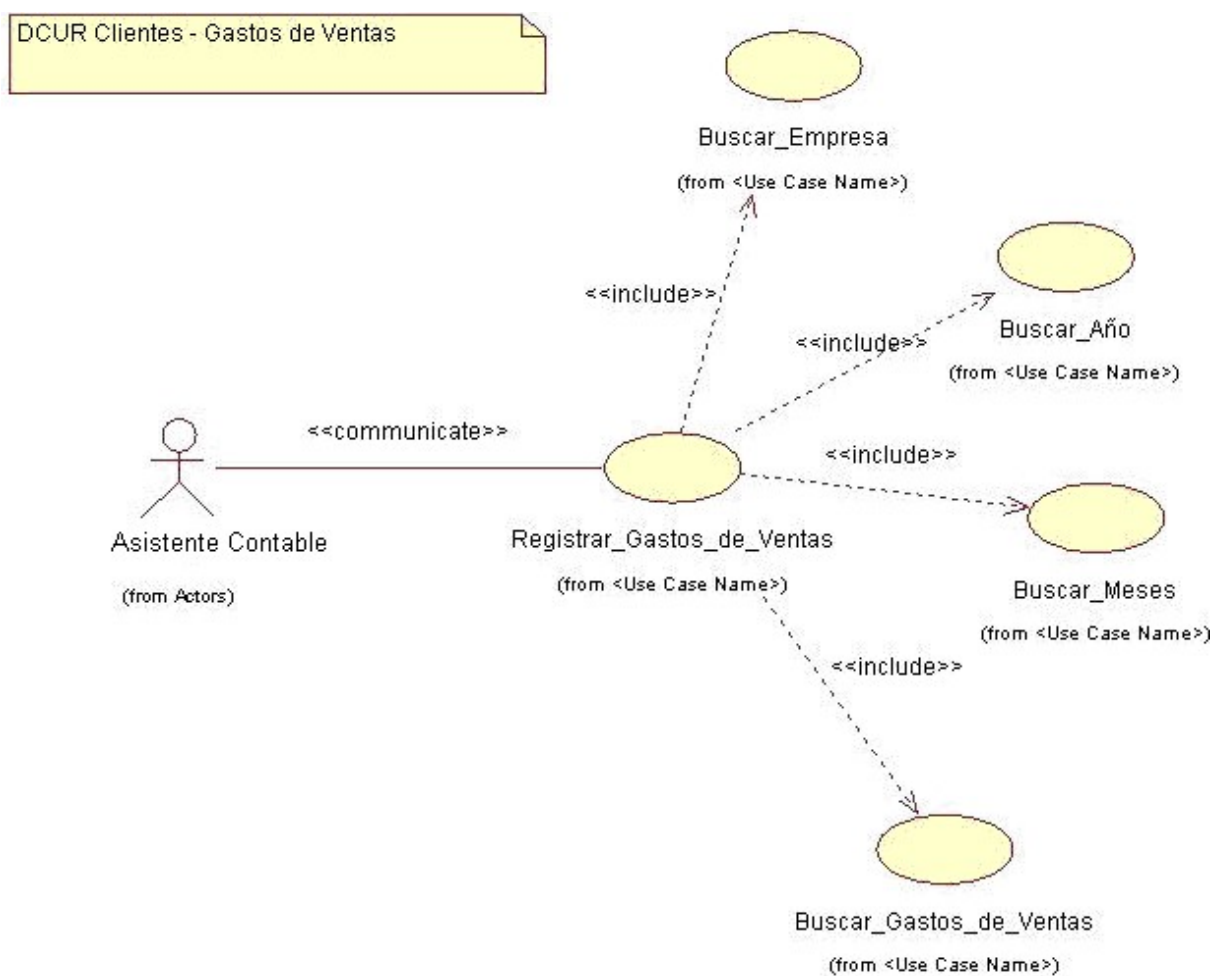 DCUR Clientes - Gastos de Ventas
Buscar_Empresa
(from <Use Case Name>)
<<include>>
<<include>>
Buscar_Año
(from <Use Case Name>)
<<communicate>>
<<include>>
Asistente Contable
(from Actors)
Registrar_Gastos_de_Ventas
(from <Use Case Name>)
Buscar_Meses
(from <Use Case Name>)
<<include>>
Buscar_Gastos_de_Ventas
(from <Use Case Name>)